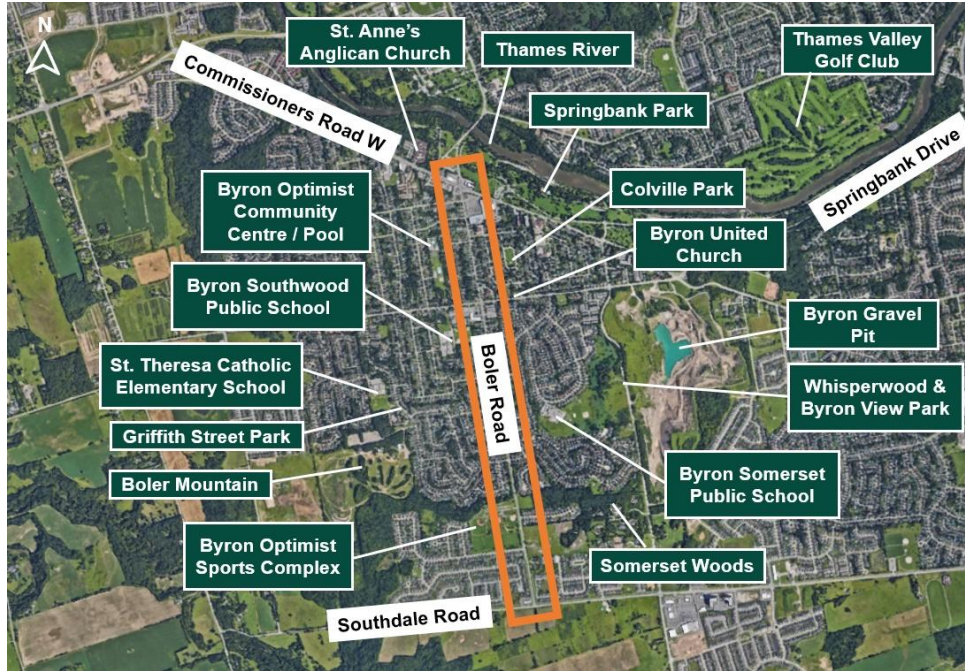 N
St. Anne's
Anglican Church
Thames River
Thames Valley
Golf Club
Commissioners Road W
Springbank Park
Springbank Drive
Byron Optimist
Community
Centre / Pool
Colville Park
Byron United
Church
Byron Southwood
Public School
Byron Gravel
Pit
Boler Road
St. Theresa Catholic
Elementary School
Whisperwood &
Byron View Park
Griffith Street Park
Boler Mountain
Byron Somerset
Public School
Byron Optimist
Sports Complex
Somerset Woods
Southdale Road